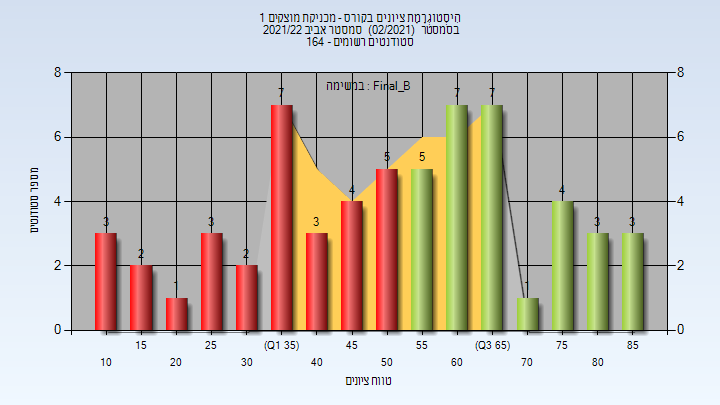 היסטוגרמת ציונים בקורס - מכניקת מוצקים 1
בסמסטר (02/2021) סמסטר אביב 2021/22
סטודנטים רשומים - 164
במשימה : Final_B
מספר סטודנטים
8 8
6 6
4 4
2 2
0 0
3 2 1 3 2 7 3 4 5 5 7 7 1 4 3 3
15 25 (Q1 35) 45 55 (Q3 65) 75 85
10 20 30 40 50 60 70 80
טווח ציונים